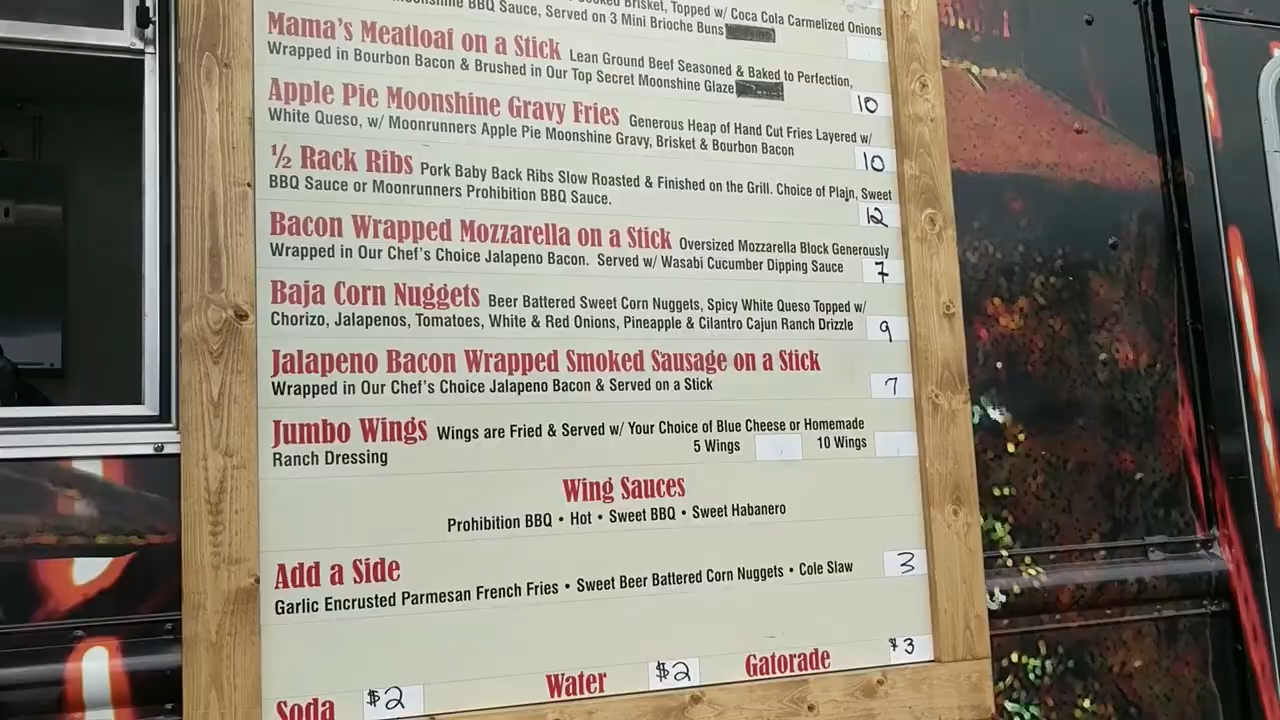 Brisket, Topped w/ Coca Cola Carmelized Onions
BBQ Sauce, Served on 3 Mini Brioche Buns
Mama's Meatloaf on a Stick Lean Ground Beef Seasoned & Baked to Perfection,
Wrapped in Bourbon Bacon & Brushed in Our Top Secret Moonshine Glaze
10
Apple Pie Moonshine Gravy Fries Generous Heap of Hand Cut Fries Layered w/
White Queso, w/ Moonrunners Apple Pie Moonshine Gravy, Brisket & Bourbon Bacon
10
½ Rack Ribs Pork Baby Back Ribs Slow Roasted & Finished on the Grill. Choice of Plain, Sweet
BBQ Sauce or Moonrunners Prohibition BBQ Sauce.
12
Bacon Wrapped Mozzarella on a Stick Oversized Mozzarella Block Generously
Wrapped in Our Chef's Choice Jalapeno Bacon. Served w/ Wasabi Cucumber Dipping Sauce 7
Baja Corn Nuggets Beer Battered Sweet Corn Nuggets, Spicy White Queso Topped w/
Chorizo, Jalapenos, Tomatoes, White & Red Onions, Pineapple & Cilantro Cajun Ranch Drizzle 9
Jalapeno Bacon Wrapped Smoked Sausage on a Stick
Wrapped in Our Chef's Choice Jalapeno Bacon & Served on a Stick 7
Jumbo Wings Wings are Fried & Served w/ Your Choice of Blue Cheese or Homemade
Ranch Dressing 5 Wings 10 Wings
Wing Sauces
Prohibition BBQ • Hot • Sweet BBQ • Sweet Habanero
Add a Side
Garlic Encrusted Parmesan French Fries • Sweet Beer Battered Corn Nuggets • Cole Slaw 3
Soda $2 Water $2 Gatorade $3